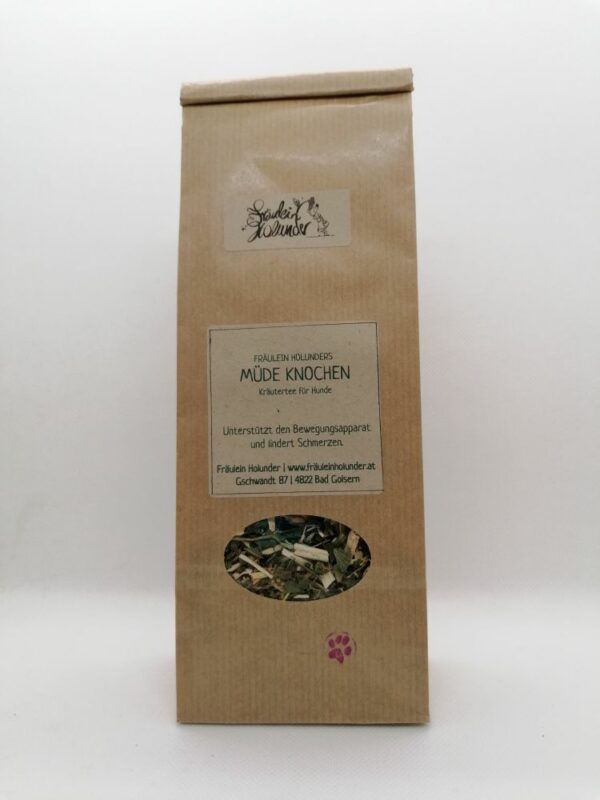 Fräulein
Holunder
FRÄULEIN HOLUNDERS
MÜDE KNOCHEN
Kräutertee für Hunde
Unterstützt den Bewegungsapparat
und lindert Schmerzen.
Fräulein Holunder | www.fräuleinholunder.at
Gschwandt 87 | 4822 Bad Goisern